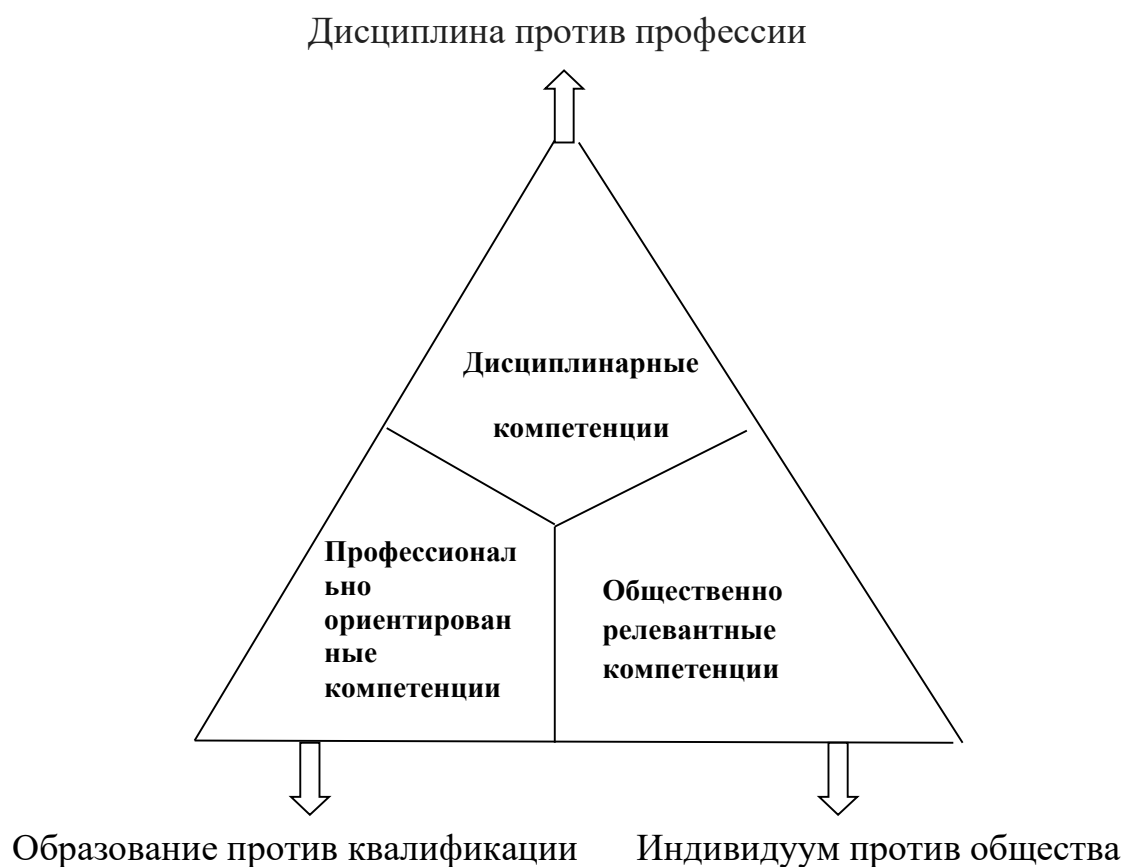 Дисциплина против профессии
Дисциплинарные
компетенции
Профессионал
ьно
ориентирован
ные
компетенции
Общественно
релевантные
компетенции
Образование против квалификации
Индивидуум против общества